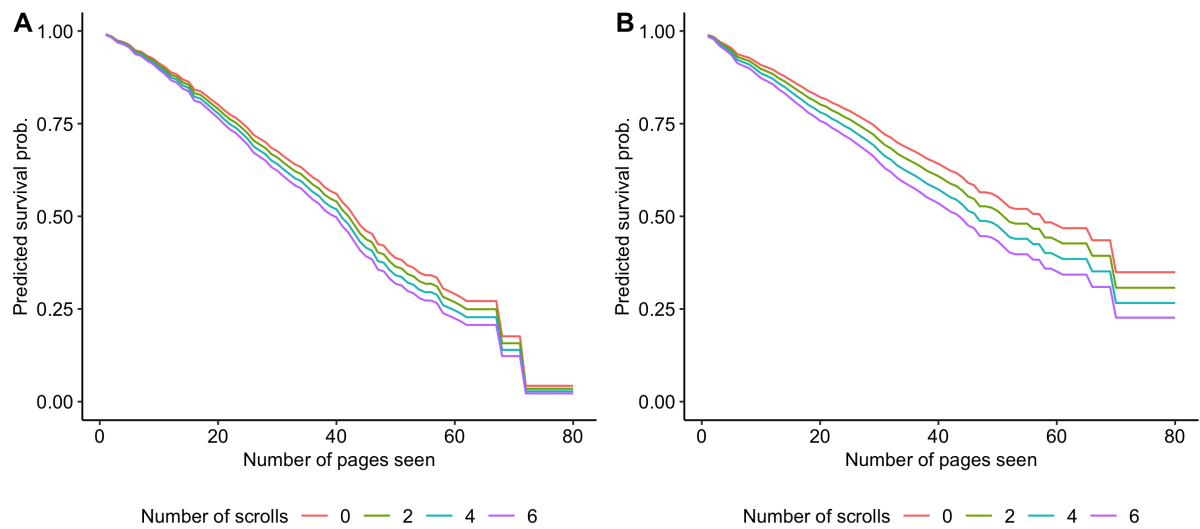 A
Predicted survival prob.
1.00
0.75
0.50
0.25
0.00
0 20 40 60 80
Number of pages seen
Number of scrolls 0 2 4 6
B
Predicted survival prob.
1.00
0.75
0.50
0.25
0.00
0 20 40 60 80
Number of pages seen
Number of scrolls 0 2 4 6